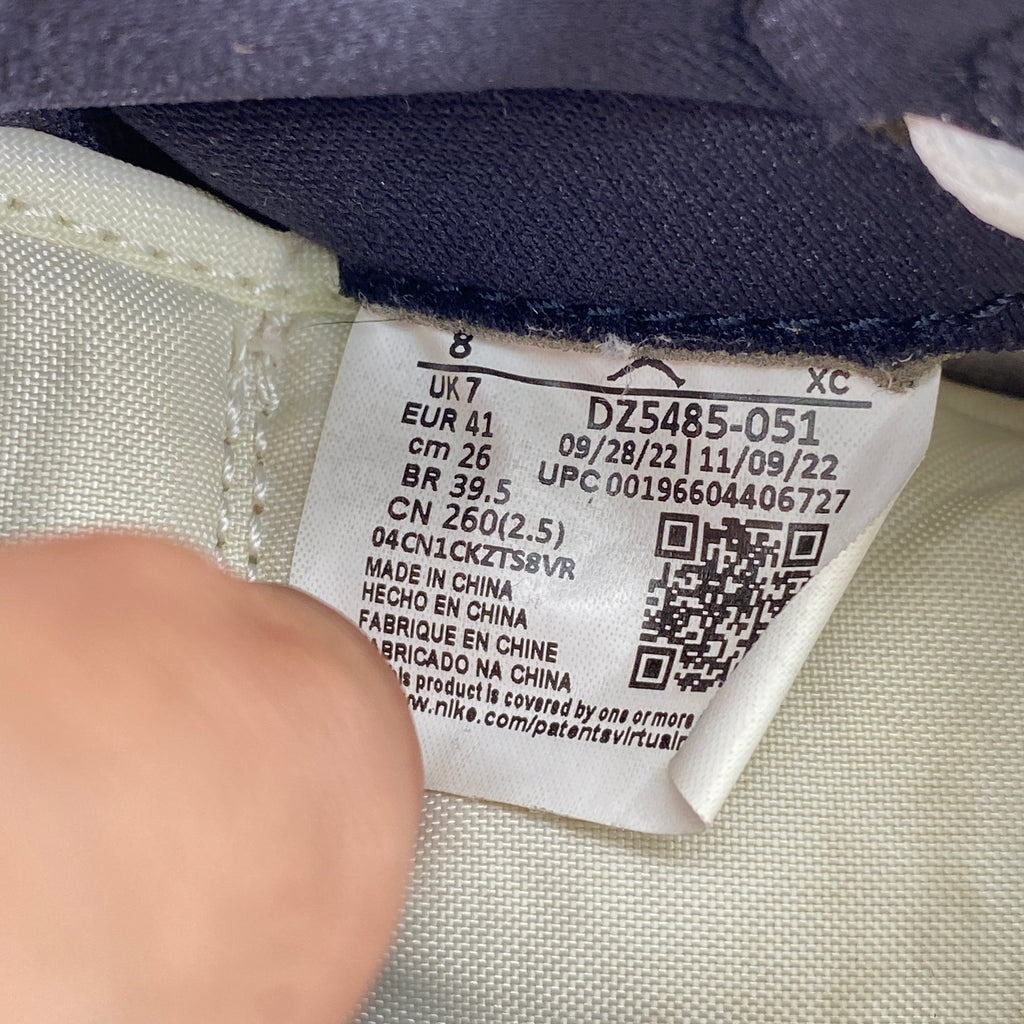 8 XC
UK 7
DZ5485-051
EUR 41
09/28/22 | 11/09/22
cm 26
UPC 00196604406727
BR 39.5
CN 260(2.5)
04CN1CKZTS8VR
MADE IN CHINA
HECHO EN CHINA
FABRIQUE EN CHINE
ABRICADO NA CHINA
is product is covered by one or more
w.nike.com/patentsvirtualm